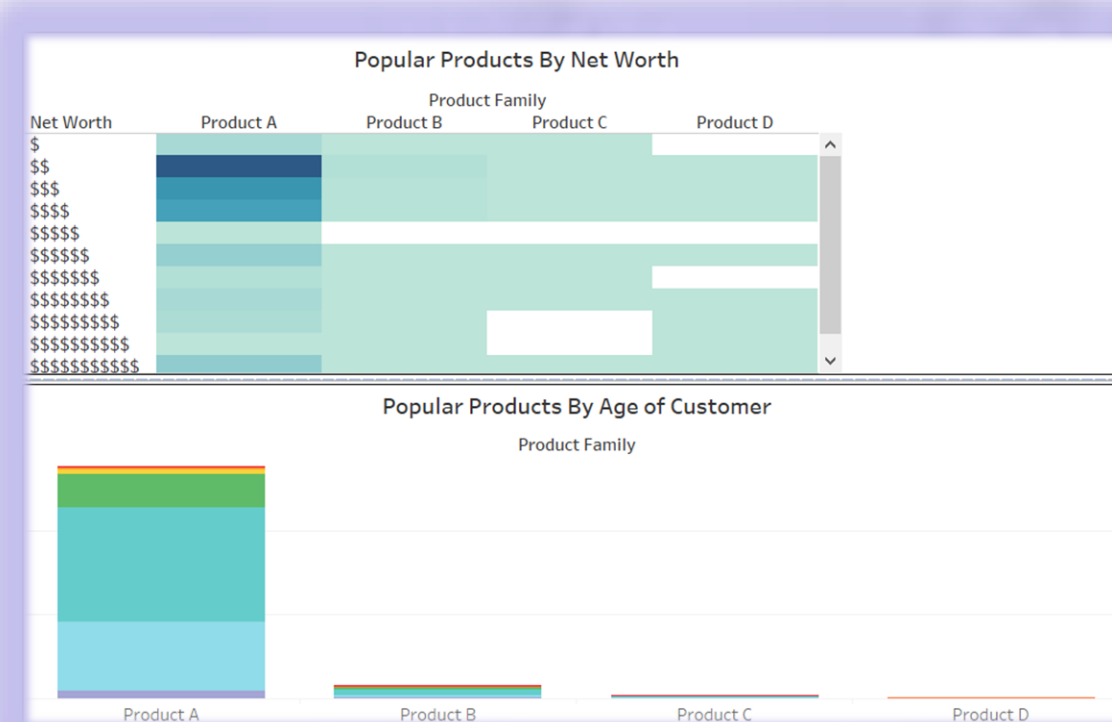 Popular Products By Net Worth
Product Family
Net Worth Product A Product B Product C Product D
$
$$
$$$
$$$$
$$$$$
$$$$$$
$$$$$$$
$$$$$$$$
$$$$$$$$$
$$$$$$$$$$
$$$$$$$$$$$
Popular Products By Age of Customer
Product Family
Product A Product B Product C Product D